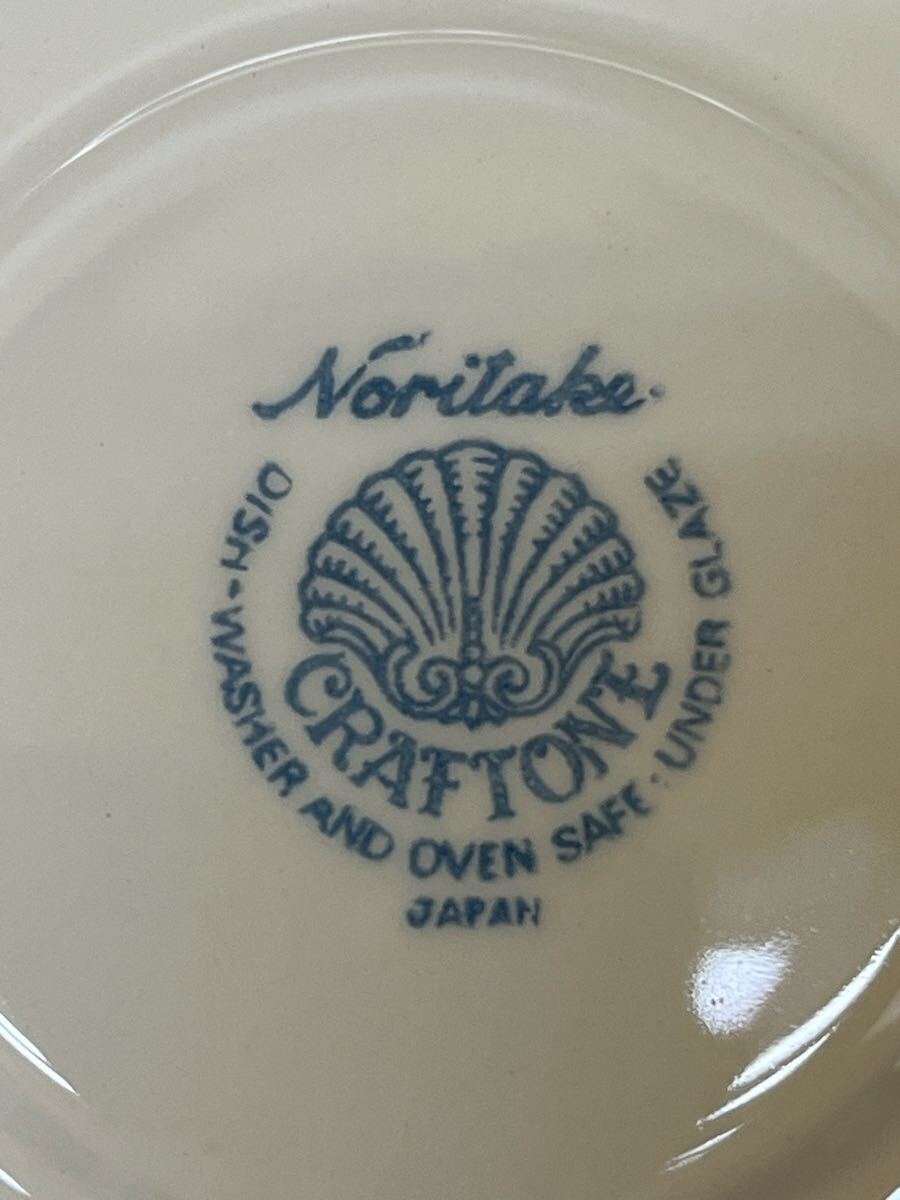 Noritake
CRAFTONE
DISH-WASHER AND OVEN SAFE·UNDER GLAZE
JAPAN